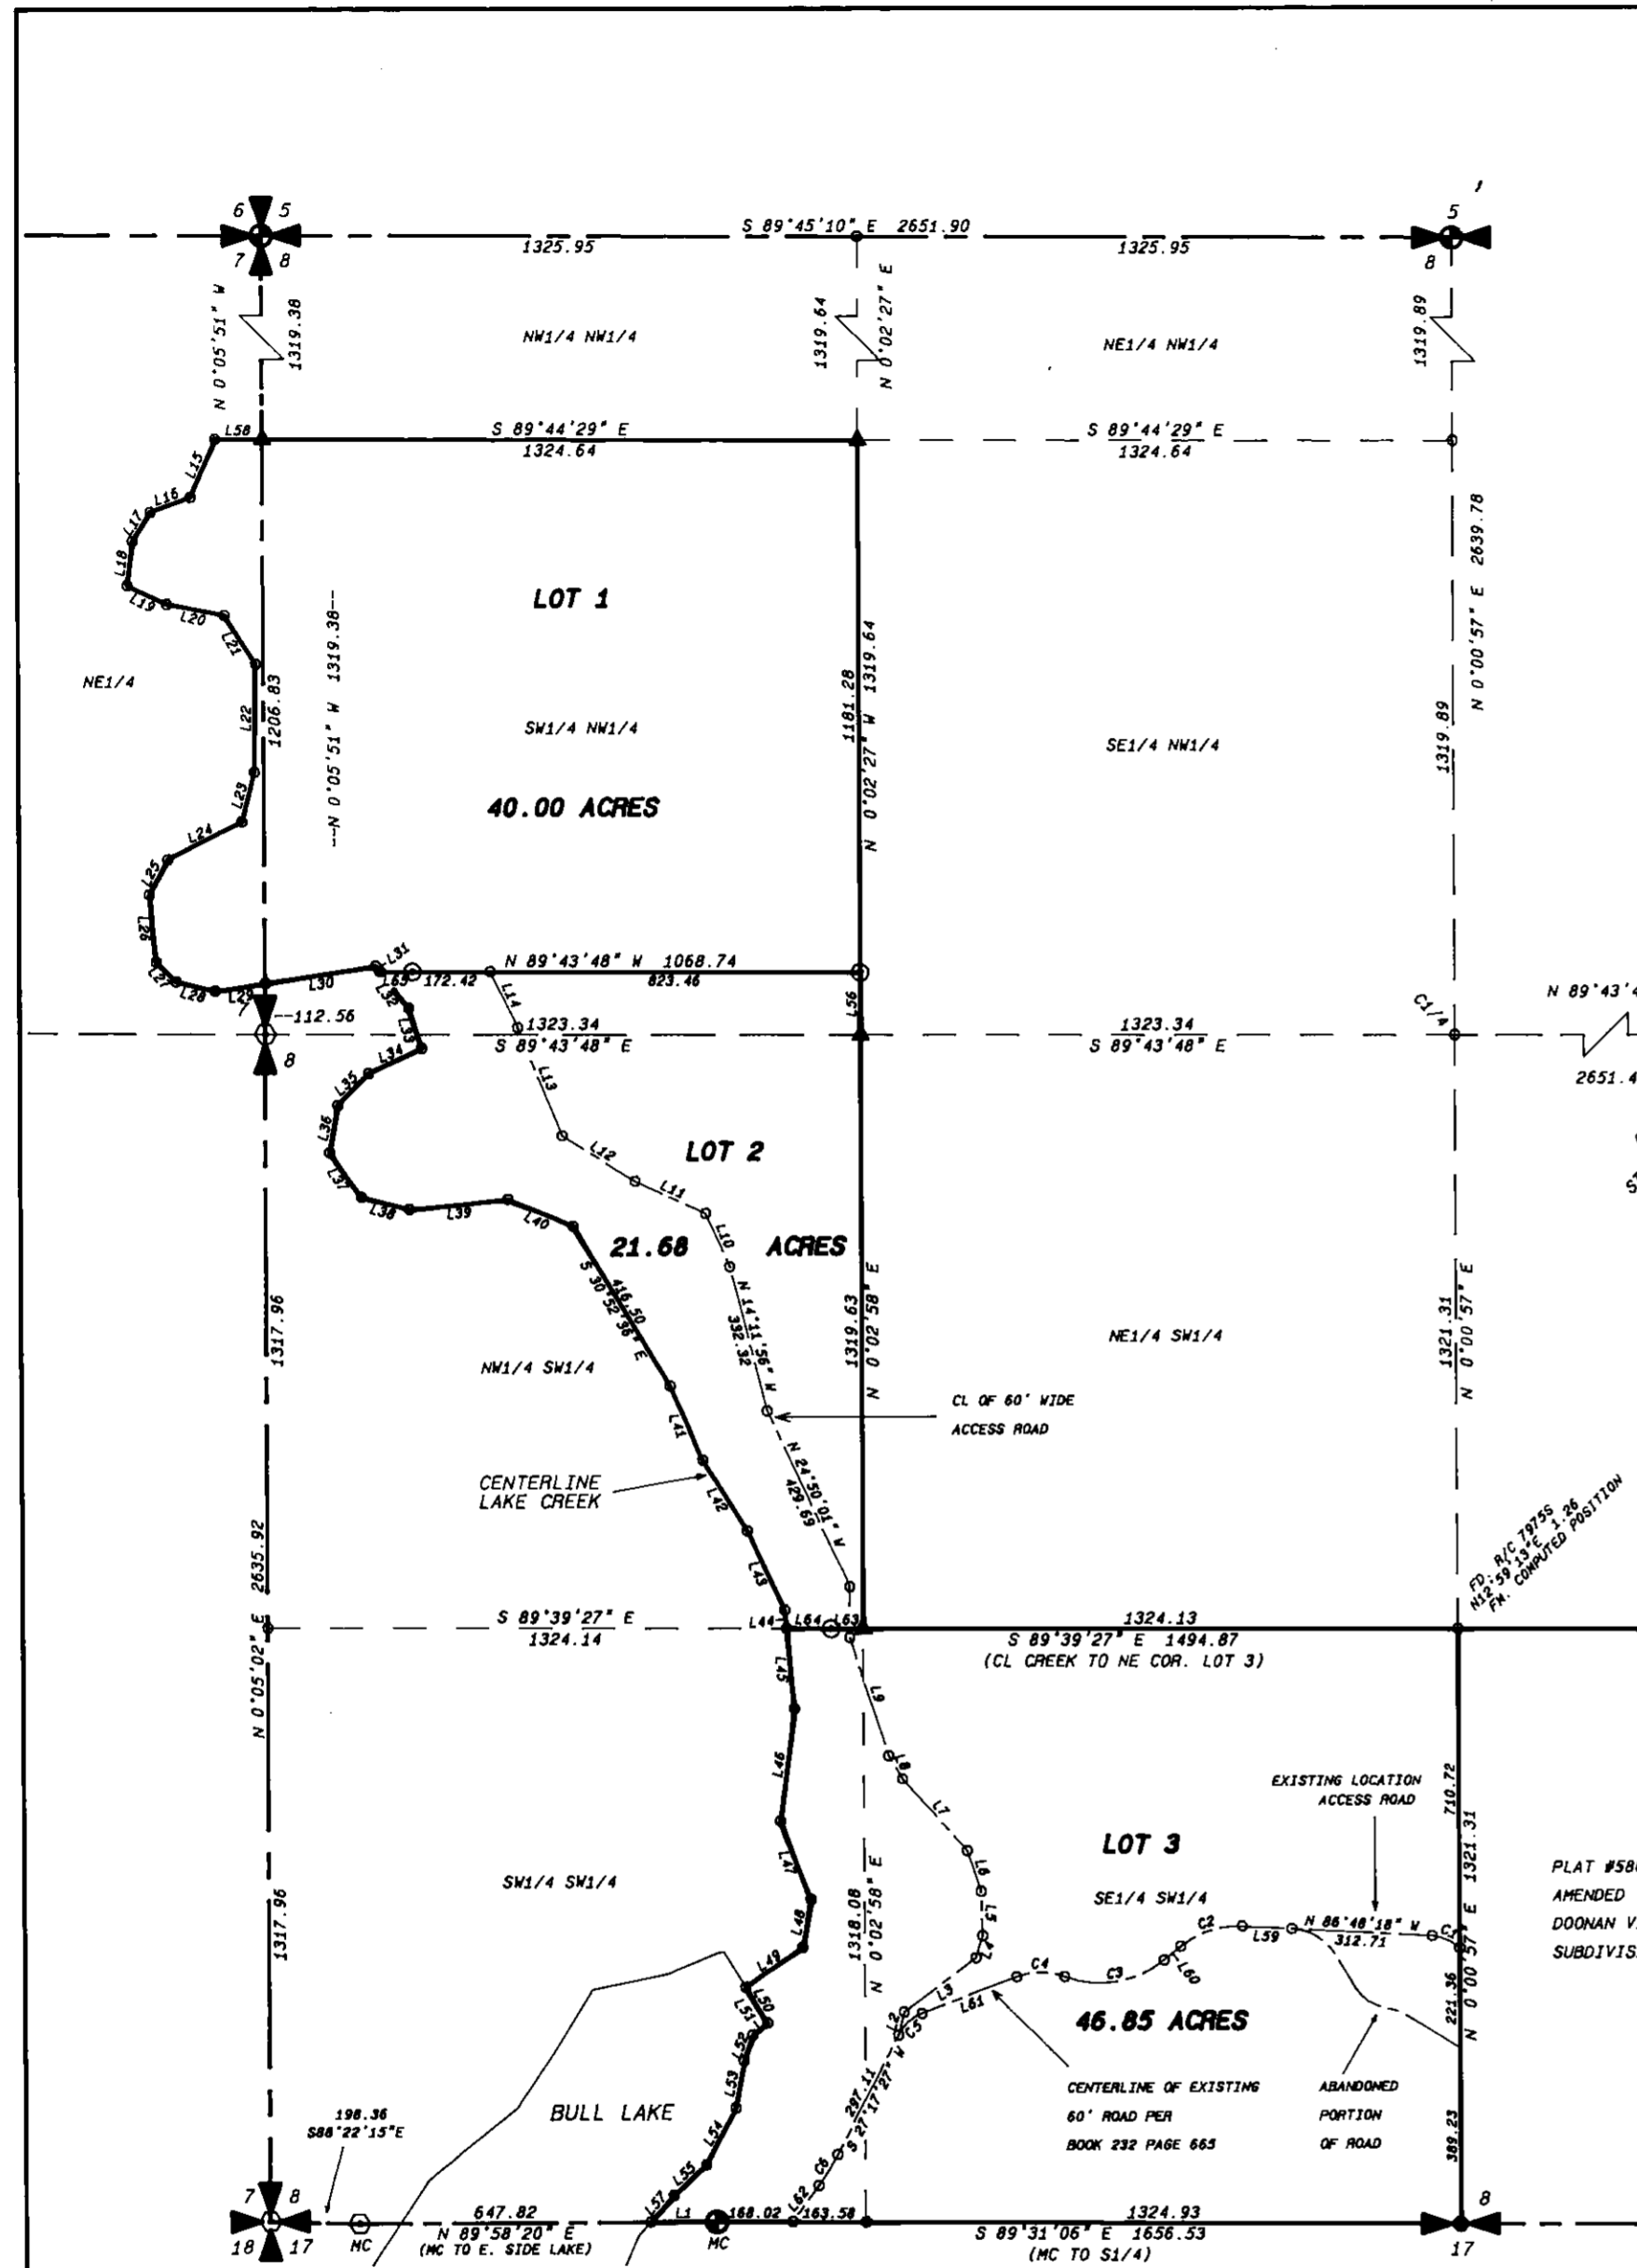 6 5
7 8
S 89°45'10" E 2651.90
1325.95
1325.95
5
8
N 0°05'51" W
1319.38
1319.64
N 0°02'27" E
1319.89
NW1/4 NW1/4
NE1/4 NW1/4
L58
S 89°44'29" E
1324.64
S 89°44'29" E
1324.64
L15
L16
L17
L18
L19
L20
L21
L22
L23
L24
L25
L26
L27
L28
L29
L30
L31
N 0°00'57" E 2639.78
1319.89
LOT 1
NE1/4
1206.83
---N 0°05'51" W 1319.38---
SW1/4 NW1/4
40.00 ACRES
1181.28
N 0°02'27" W 1319.64
SE1/4 NW1/4
N 89°43'48" W 1068.74
L65
172.42
823.46
L56
L14
L32
L33
7
8
--112.56
1323.34
S 89°43'48" E
1323.34
S 89°43'48" E
C1/4
N 89°43'4
2651.4
L34
L35
L36
L37
L38
L39
L40
L13
L12
L11
L10
LOT 2
21.68 ACRES
416.50
S 30°52'36" E
N 14°11'56" W
332.32
1317.96
1319.63
N 0°02'58" E
NE1/4 SW1/4
1321.31
N 0°00'57" E
NW1/4 SW1/4
CL OF 60' WIDE
ACCESS ROAD
L41
L42
L43
N 24°50'01" W
429.69
CENTERLINE
LAKE CREEK
FD. R/C 7975S
N12°59'13"E 1.26
FM. COMPUTED POSITION
N 0°05'02" E 2635.92
S 89°39'27" E
1324.14
L44
L64
L63
1324.13
S 89°39'27" E 1494.87
(CL CREEK TO NE COR. LOT 3)
L45
L46
L47
L48
L49
L50
L51
L52
L53
L54
L55
L57
L9
L8
L7
L6
L5
L4
L3
L2
EXISTING LOCATION
ACCESS ROAD
710.72
N 0°00'57" E 1321.31
LOT 3
SE1/4 SW1/4
SW1/4 SW1/4
1318.08
N 0°02'58" E
1317.96
PLAT #58
AMENDED
DOONAN V
SUBDIVIS
C2
L59
N 86°46'18" W
312.71
C3
C4
L60
L61
C5
46.85 ACRES
221.36
389.23
297.11
S 27°17'27" W
CENTERLINE OF EXISTING
60' ROAD PER
BOOK 232 PAGE 665
ABANDONED
PORTION
OF ROAD
BULL LAKE
198.36
S88°22'15"E
C6
L62
7 8
18 17
MC
647.82
N 89°58'20" E
(MC TO E. SIDE LAKE)
L1
MC
168.02
163.58
1324.93
S 89°31'06" E 1656.53
(MC TO S1/4)
8
17